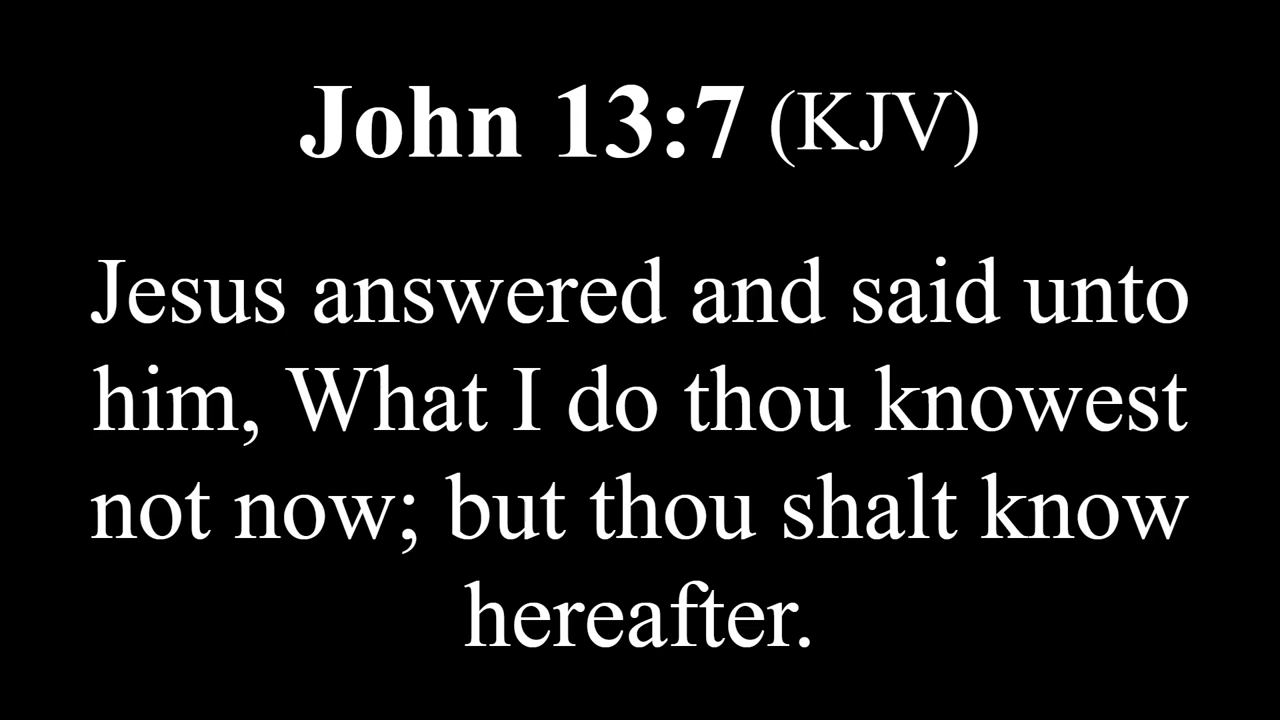 John 13:7 (KJV)
Jesus answered and said unto
him, What I do thou knowest
not now; but thou shalt know
hereafter.